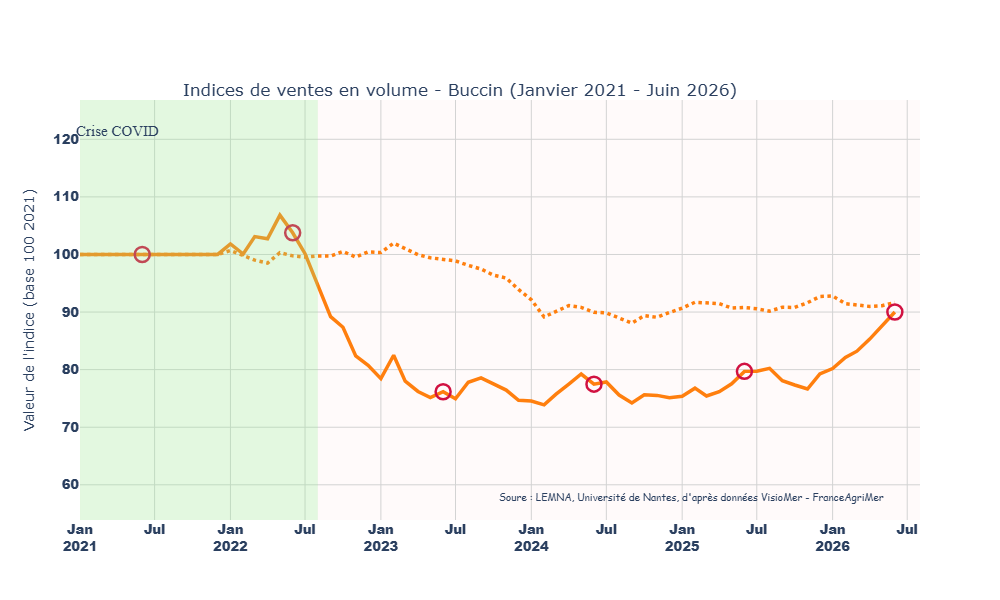 Indices de ventes en volume - Buccin (Janvier 2021 - Juin 2026)
Crise COVID
Valeur de l'indice (base 100 2021)
120
110
100
90
80
70
60
Soure : LEMNA, Université de Nantes, d'après données VisioMer - FranceAgriMer
Jan Jul Jan Jul Jan Jul Jan Jul Jan Jul Jan Jul
2021 2022 2023 2024 2025 2026